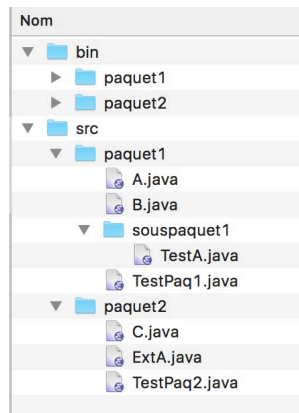 Nom
bin
paquet1
paquet2
src
paquet1
A.java
B.java
souspaquet1
TestA.java
TestPaq1.java
paquet2
C.java
ExtA.java
TestPaq2.java